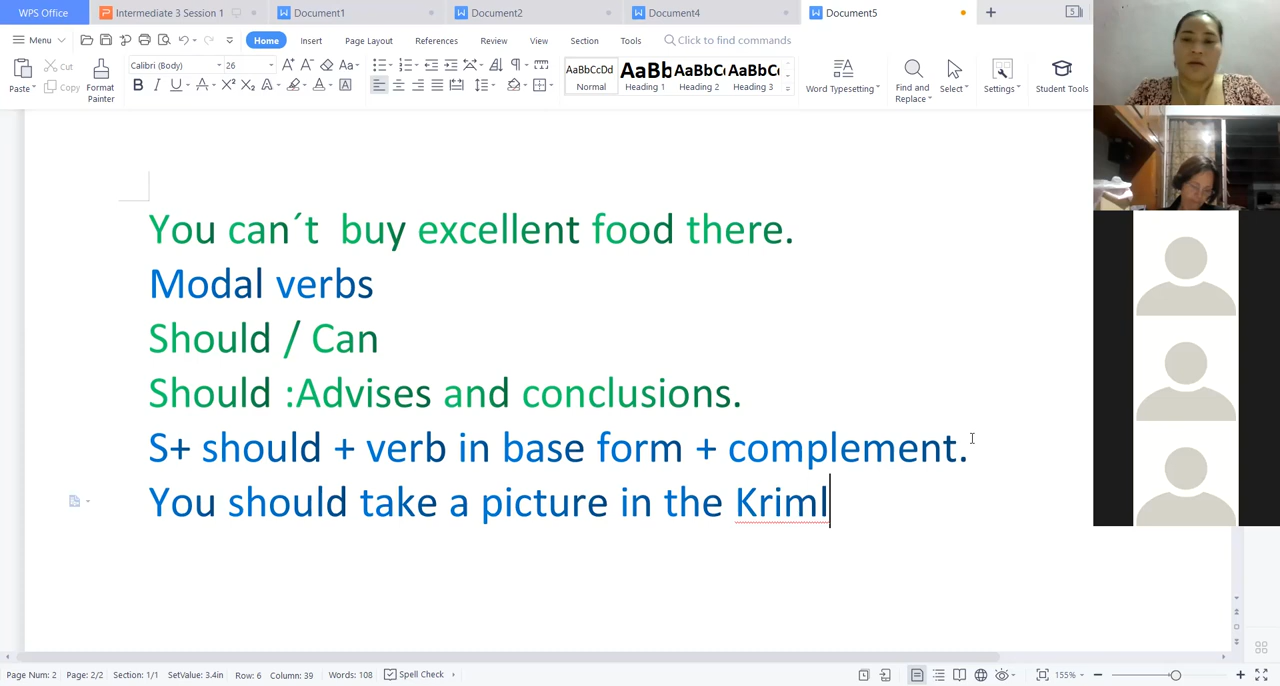 WPS Office Intermediate 3 Session 1 Document1 Document2 Document4 Document5
Menu Home Insert Page Layout References Review View Section Tools Click to find commands
Paste Cut Copy Format Painter Calibri (Body) 26 AaBbCcDd Normal AaBb Heading 1 AaBbC Heading 2 AaBbC Heading 3 Word Typesetting Find and Replace Select Settings Student Tools
You can´t buy excellent food there.
Modal verbs
Should / Can
Should :Advises and conclusions.
S+ should + verb in base form + complement.
You should take a picture in the Kriml
Page Num: 2 Page: 2/2 Section: 1/1 SetValue: 3.4in Row: 6 Column: 39 Words: 108 Spell Check 155%